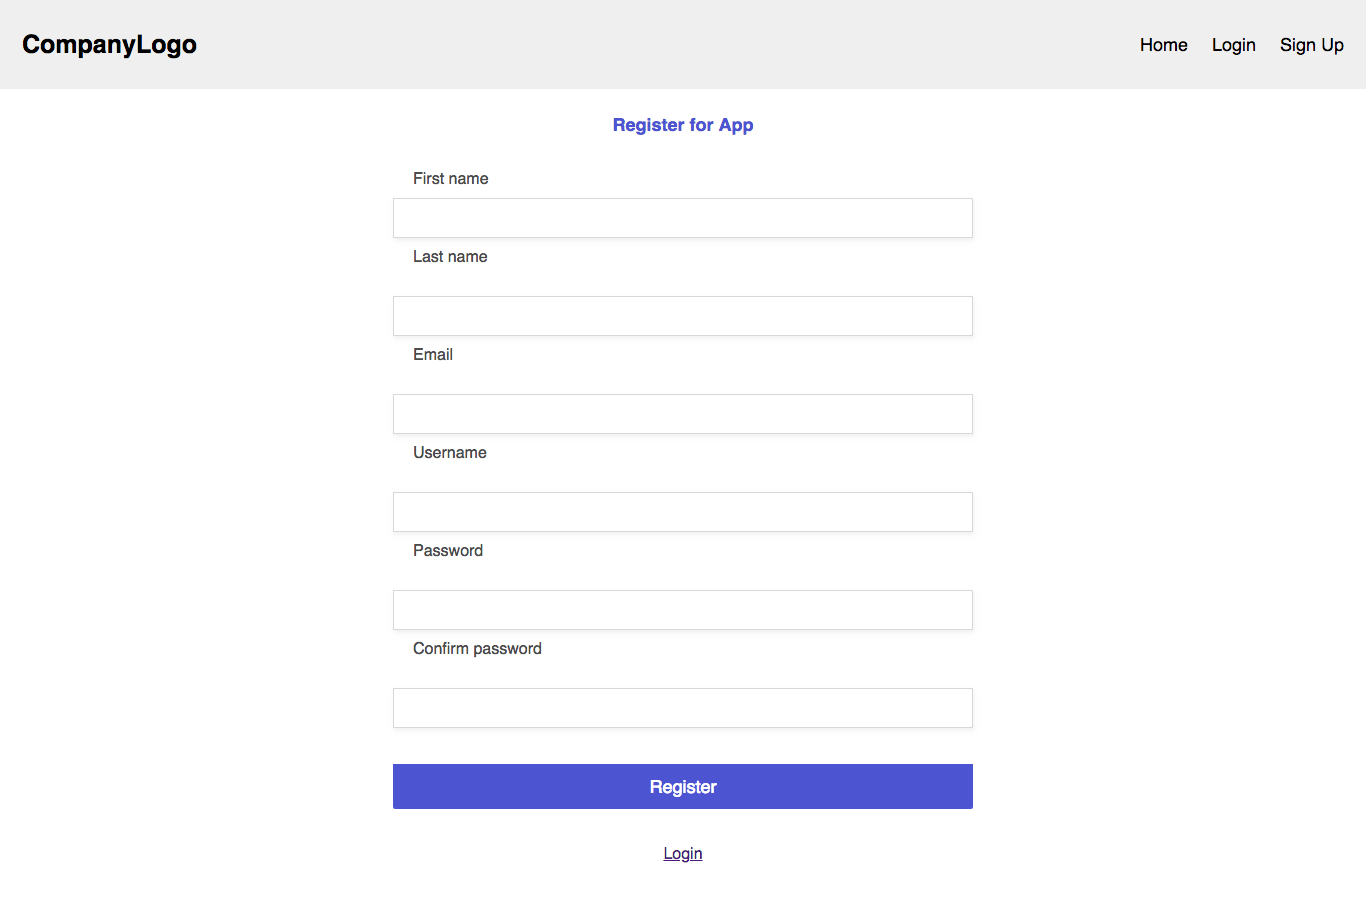 CompanyLogo
Home Login Sign Up
Register for App
First name
Last name
Email
Username
Password
Confirm password
Register
Login